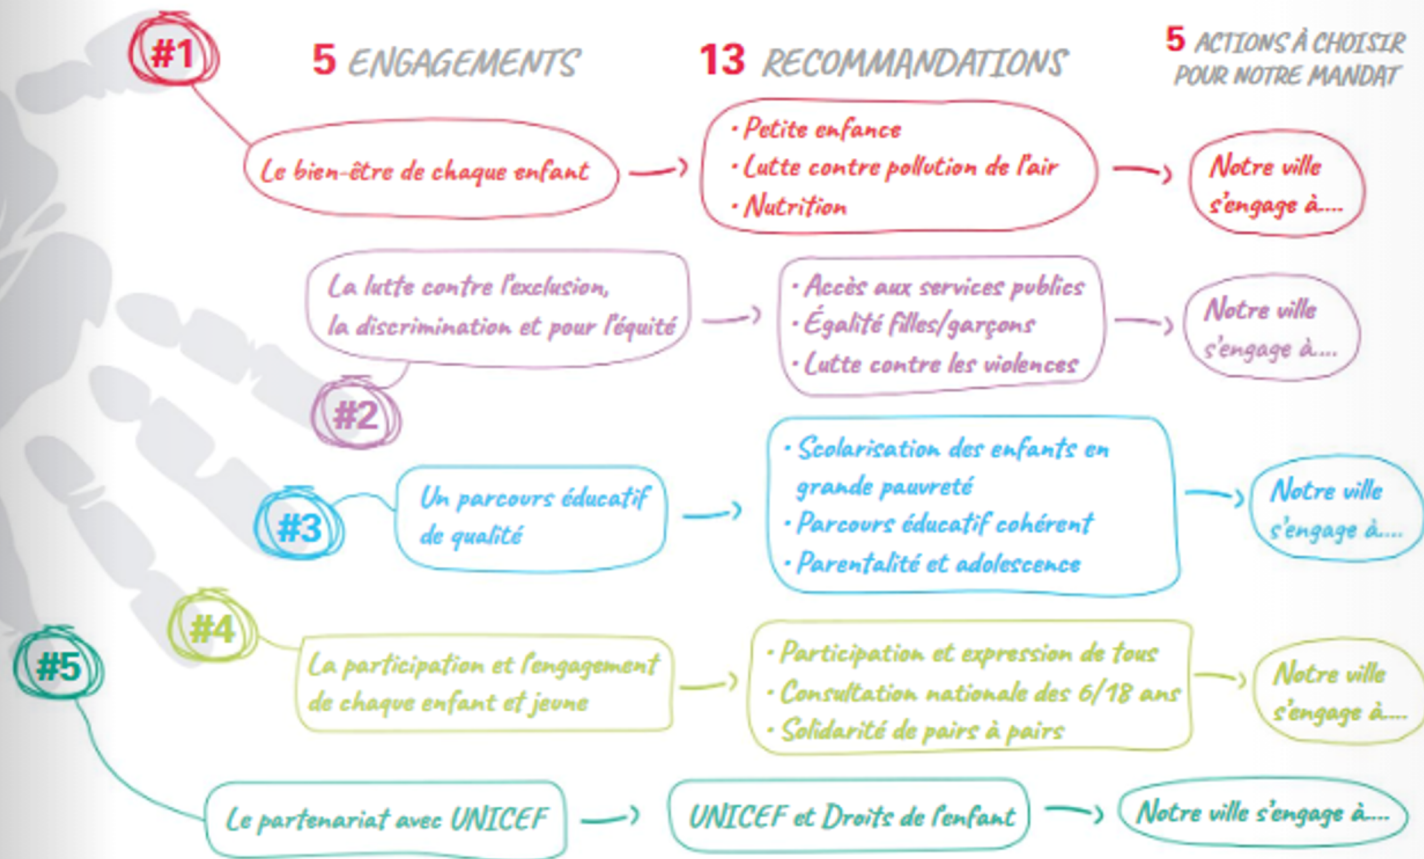 #1
5 ENGAGEMENTS
13 RECOMMANDATIONS
5 ACTIONS À CHOISIR
POUR NOTRE MANDAT
Le bien-être de chaque enfant
• Petite enfance
• Lutte contre pollution de l'air
• Nutrition
Notre ville
s'engage à....
La lutte contre l'exclusion,
la discrimination et pour l'équité
#2
• Accès aux services publics
• Égalité filles/garçons
• Lutte contre les violences
Notre ville
s'engage à....
#3
Un parcours éducatif
de qualité
• Scolarisation des enfants en
grande pauvreté
• Parcours éducatif cohérent
• Parentalité et adolescence
Notre ville
s'engage à....
#4
La participation et l'engagement
de chaque enfant et jeune
• Participation et expression de tous
• Consultation nationale des 6/18 ans
• Solidarité de pairs à pairs
Notre ville
s'engage à....
#5
Le partenariat avec UNICEF
UNICEF et Droits de l'enfant
Notre ville s'engage à....